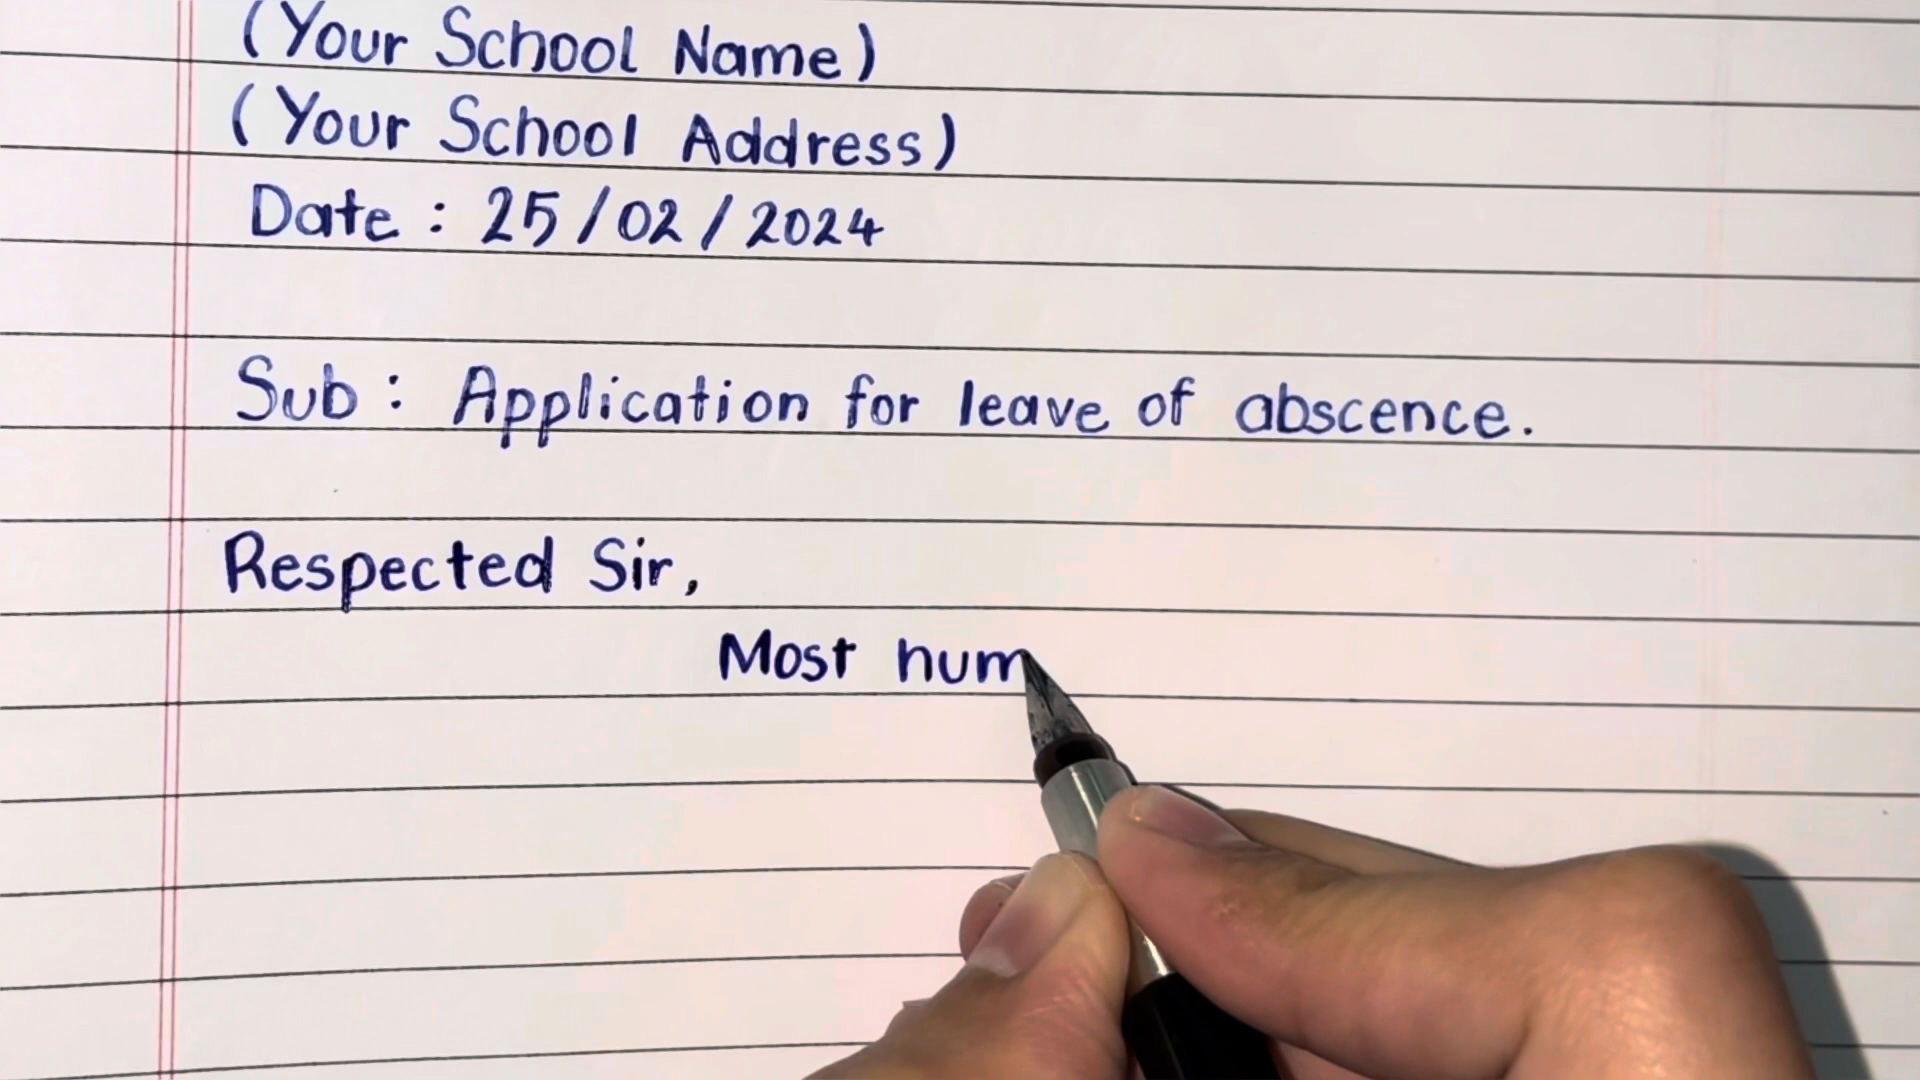 (Your School Name)
(Your School Address)
Date : 25/02/2024
Sub : Application for leave of abscence.
Respected Sir,
Most hum